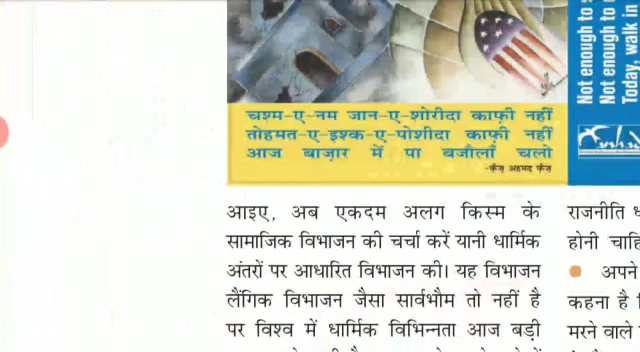 चश्म-ए-नम जान-ए-शोरीदा काफ़ी नहीं
तोहमत-ए-इश्क-ए-पोशीदा काफ़ी नहीं
आज बाज़ार में पा बजौलाँ चलो
-फ़ैज़ अहमद फ़ैज़
Not enough to
Not enough to
Today, walk in
आइए, अब एकदम अलग किस्म के
सामाजिक विभाजन की चर्चा करें यानी धार्मिक
अंतरों पर आधारित विभाजन की। यह विभाजन
लैंगिक विभाजन जैसा सार्वभौम तो नहीं है
पर विश्व में धार्मिक विभिन्नता आज बड़ी
राजनीति
होनी
अपने
कहना है
मरने वाले